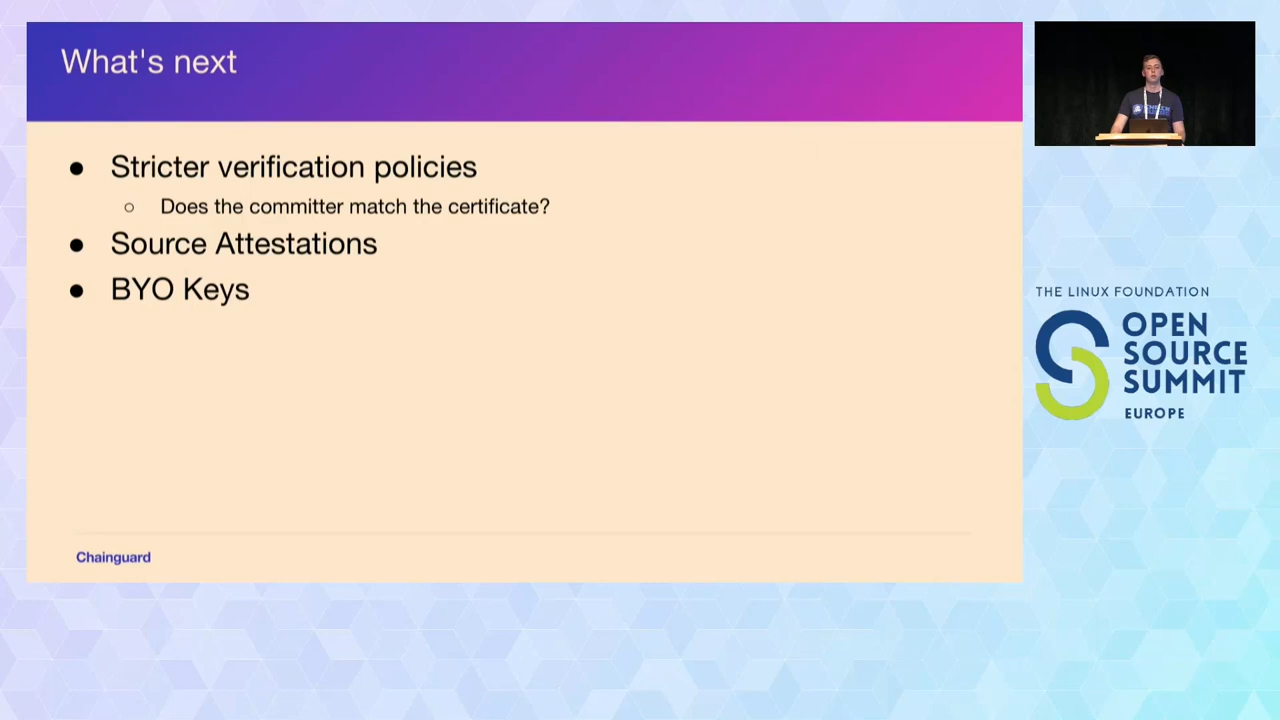 What's next
● Stricter verification policies
○ Does the committer match the certificate?
● Source Attestations
● BYO Keys
Chainguard
THE LINUX FOUNDATION
OPEN
SOURCE
SUMMIT
EUROPE